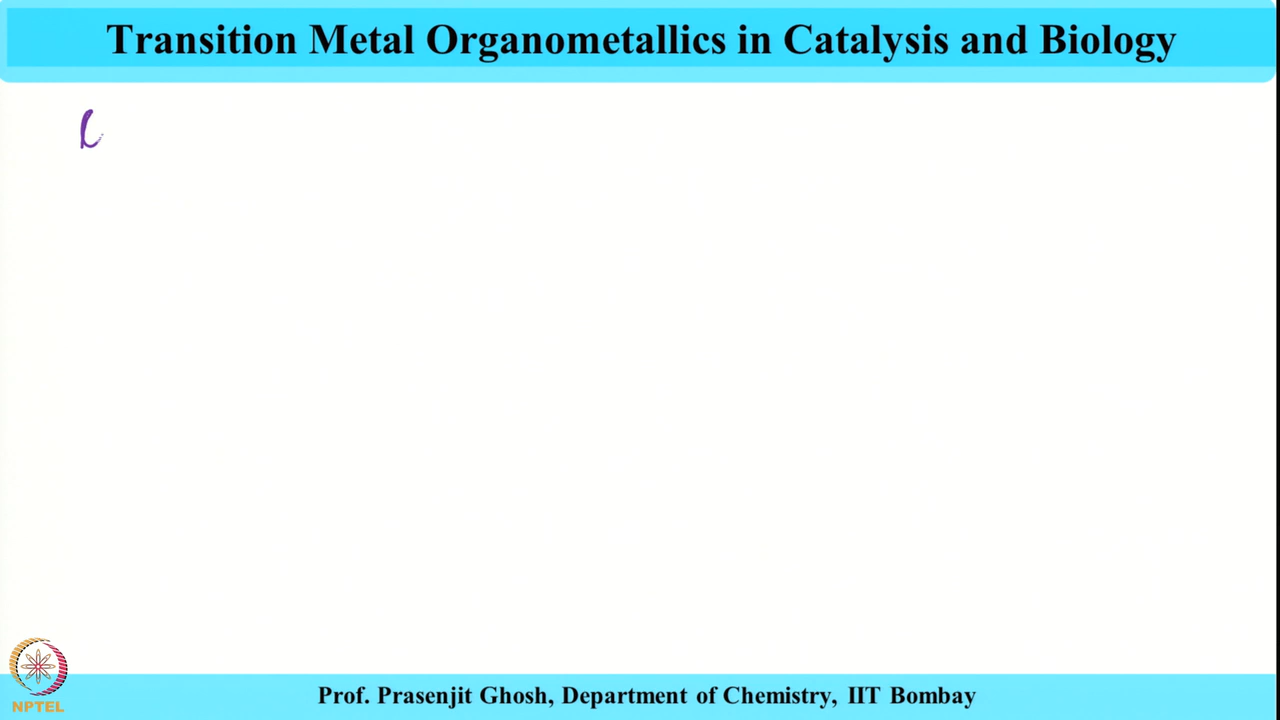 Transition Metal Organometallics in Catalysis and Biology
NPTEL
Prof. Prasenjit Ghosh, Department of Chemistry, IIT Bombay